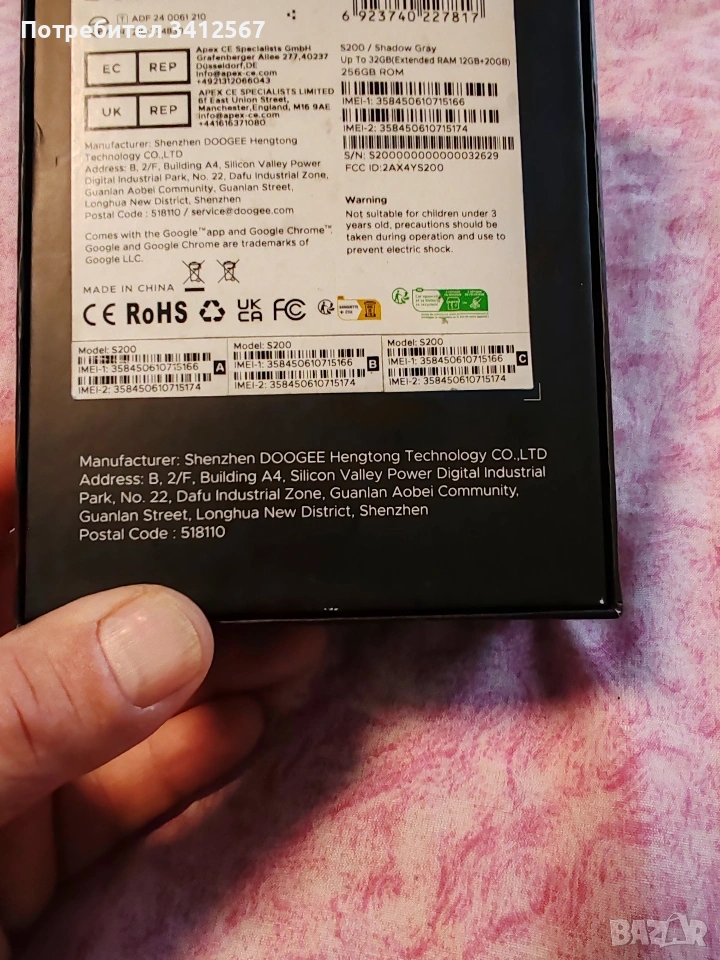 Потребител 3412567
ADF 24 0061 210
6 923740 227817
EC REP
Apex CE Specialists GmbH
Grafenberger Allee 277,40237
Düsseldorf,DE
info@apex-ce.com
+4921312066043
UK REP
APEX CE SPECIALISTS LIMITED
6f East Union Street,
Manchester,England, M16 9AE
info@apex-ce.com
+441616371080
Manufacturer: Shenzhen DOOGEE Hengtong
Technology CO.,LTD
Address: B, 2/F, Building A4, Silicon Valley Power
Digital Industrial Park, No. 22, Dafu Industrial Zone,
Guanlan Aobei Community, Guanlan Street,
Longhua New District, Shenzhen
Postal Code : 518110 / service@doogee.com
Comes with the Google™ app and Google Chrome™.
Google and Google Chrome are trademarks of
Google LLC.
MADE IN CHINA
CE RoHS UK CA FC
S200 / Shadow Gray
Up To 32GB(Extended RAM 12GB+20GB)
256GB ROM
IMEI-1: 358450610715166
IMEI-2: 358450610715174
S/N: S200000000000032629
FCC ID:2AX4YS200
Warning
Not suitable for children under 3
years old, precautions should be
taken during operation and use to
prevent electric shock.
Model: S200
IMEI-1: 358450610715166
IMEI-2: 358450610715174
A
Model: S200
IMEI-1: 358450610715166
IMEI-2: 358450610715174
B
Model: S200
IMEI-1: 358450610715166
IMEI-2: 358450610715174
C
Manufacturer: Shenzhen DOOGEE Hengtong Technology CO.,LTD
Address: B, 2/F, Building A4, Silicon Valley Power Digital Industrial
Park, No. 22, Dafu Industrial Zone, Guanlan Aobei Community,
Guanlan Street, Longhua New District, Shenzhen
Postal Code : 518110
BAZAR